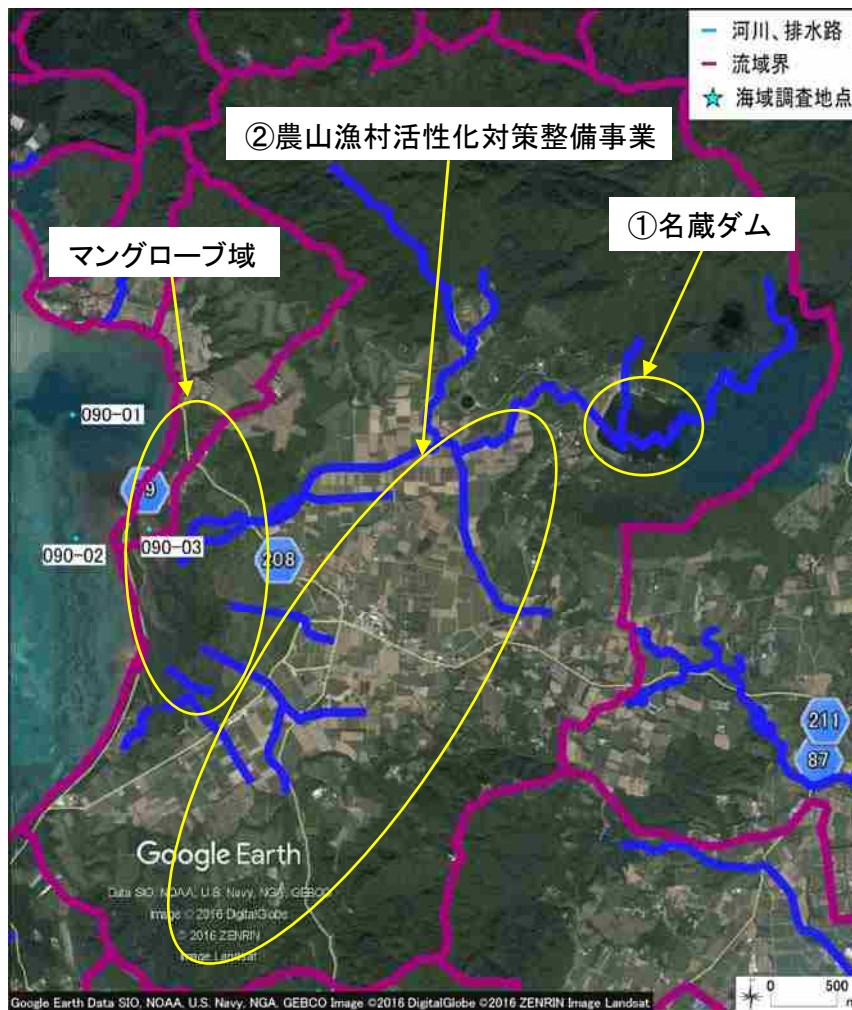 河川、排水路
流域界
海域調査地点
②農山漁村活性化対策整備事業
①名蔵ダム
マングローブ域
090-01
79
090-02
090-03
208
211
87
Google Earth
Data SIO, NOAA, U.S. Navy, NGA, GEBCO
Image © 2016 DigitalGlobe
© 2016 ZENRIN
Image Landsat
0 500
Google Earth Data SIO, NOAA, U.S. Navy, NGA, GEBCO Image ©2016 DigitalGlobe ©2016 ZENRIN Image Landsat